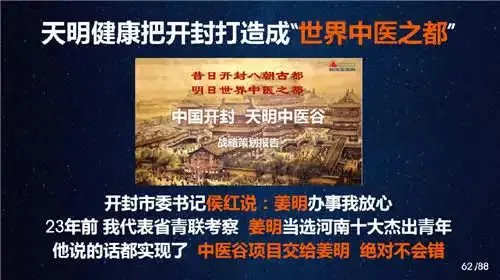 天明健康把开封打造成“世界中医之都”
昔日开封八朝古都
明日世界中医之都
中国开封 天明中医谷
战略策划报告
开封市委书记侯红说：姜明办事我放心
23年前 我代表省青联考察 姜明当选河南十大杰出青年
他说的话都实现了 中医谷项目交给姜明 绝对不会错
62 /88